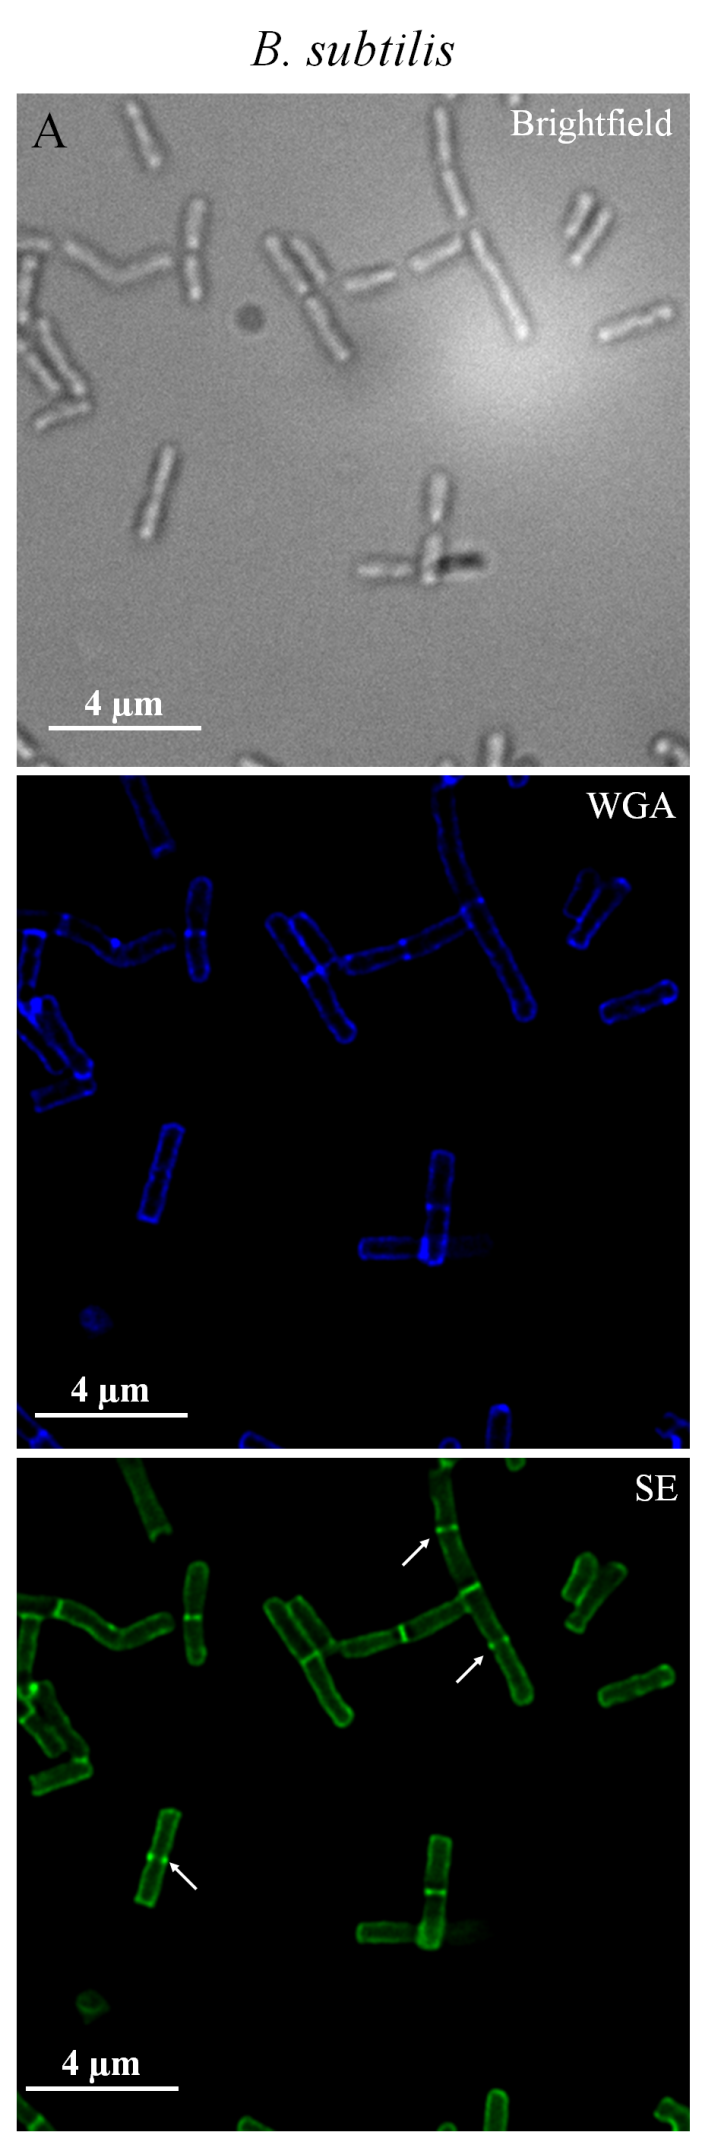 B. subtilis
A
Brightfield
4 μm
WGA
4 μm
SE
4 μm